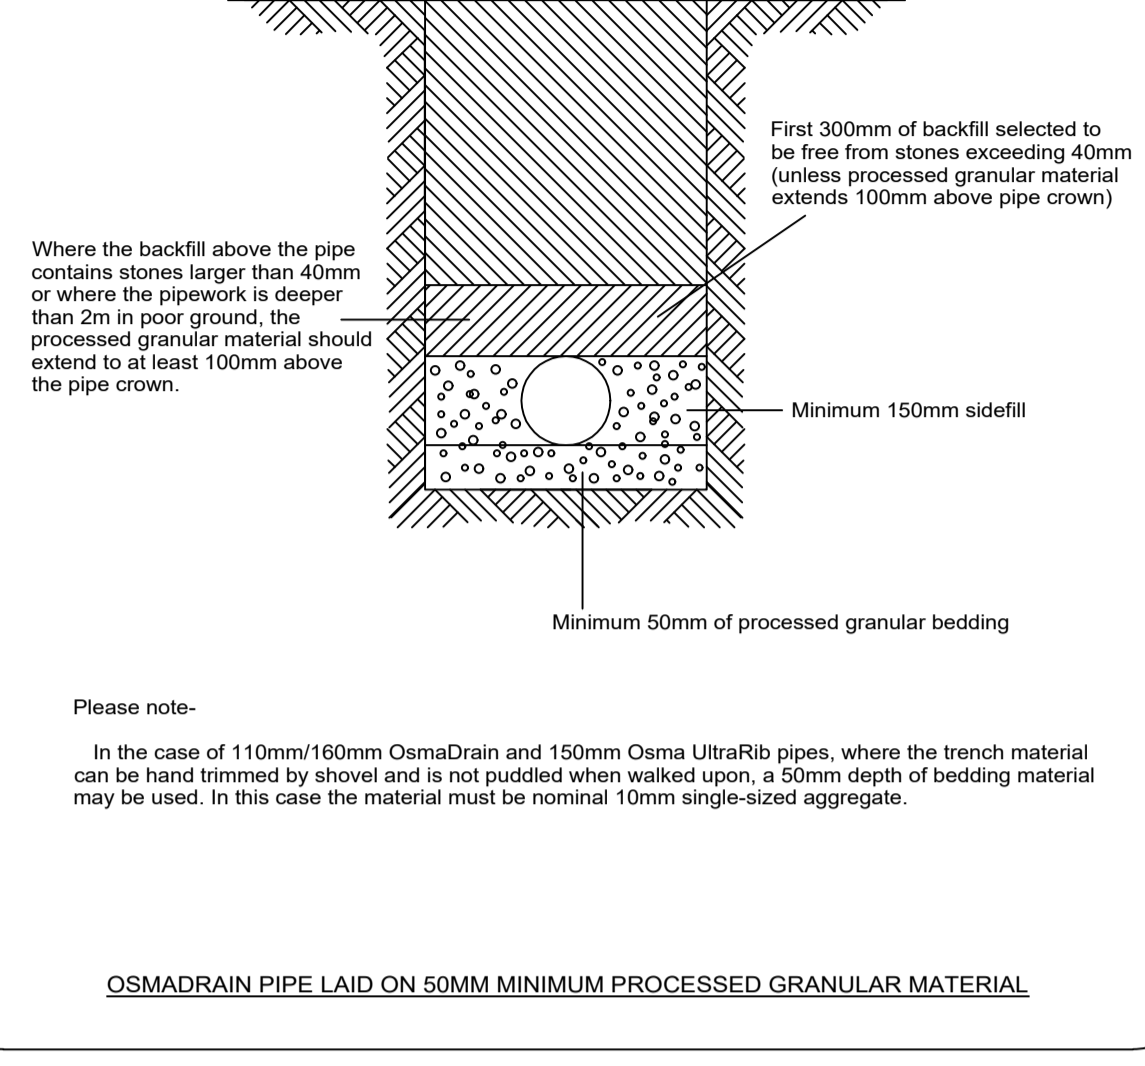 First 300mm of backfill selected to
be free from stones exceeding 40mm
(unless processed granular material
extends 100mm above pipe crown)
Where the backfill above the pipe
contains stones larger than 40mm
or where the pipework is deeper
than 2m in poor ground, the
processed granular material should
extend to at least 100mm above
the pipe crown.
Minimum 150mm sidefill
Minimum 50mm of processed granular bedding
Please note-
In the case of 110mm/160mm OsmaDrain and 150mm Osma UltraRib pipes, where the trench material
can be hand trimmed by shovel and is not puddled when walked upon, a 50mm depth of bedding material
may be used. In this case the material must be nominal 10mm single-sized aggregate.
OSMADRAIN PIPE LAID ON 50MM MINIMUM PROCESSED GRANULAR MATERIAL